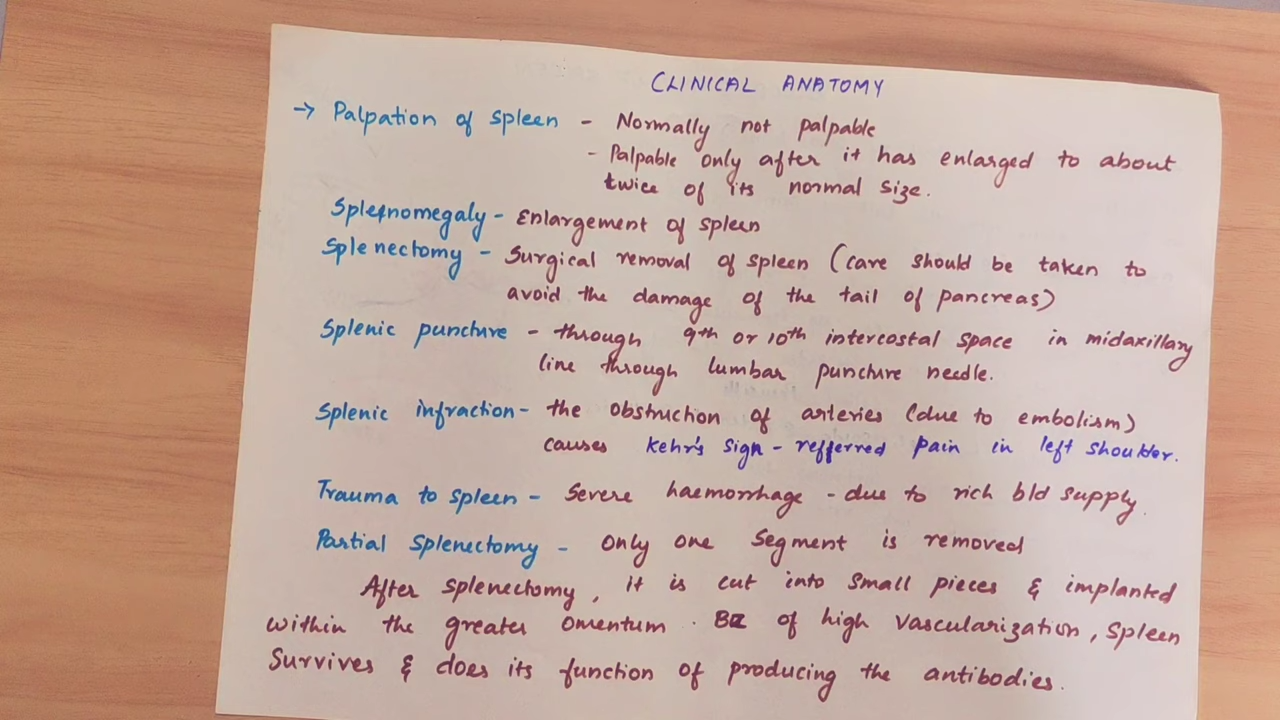 CLINICAL ANATOMY
→ Palpation of spleen - Normally not palpable
- Palpable only after it has enlarged to about
twice of its normal size.
Splenomegaly - Enlargement of spleen
Splenectomy - Surgical removal of spleen (care should be taken to
avoid the damage of the tail of pancreas)
Splenic puncture - through 9th or 10th intercostal space in midaxillary
line through lumbar puncture needle.
Splenic infraction - the obstruction of arteries (due to embolism)
causes Kehr's sign - refferred pain in left shoulder.
Trauma to spleen - Severe haemorrhage - due to rich bld supply.
Partial Splenectomy - Only one segment is removed
After splenectomy, it is cut into small pieces & implanted
within the greater omentum. Bz of high vascularization, spleen
Survives & does its function of producing the antibodies.